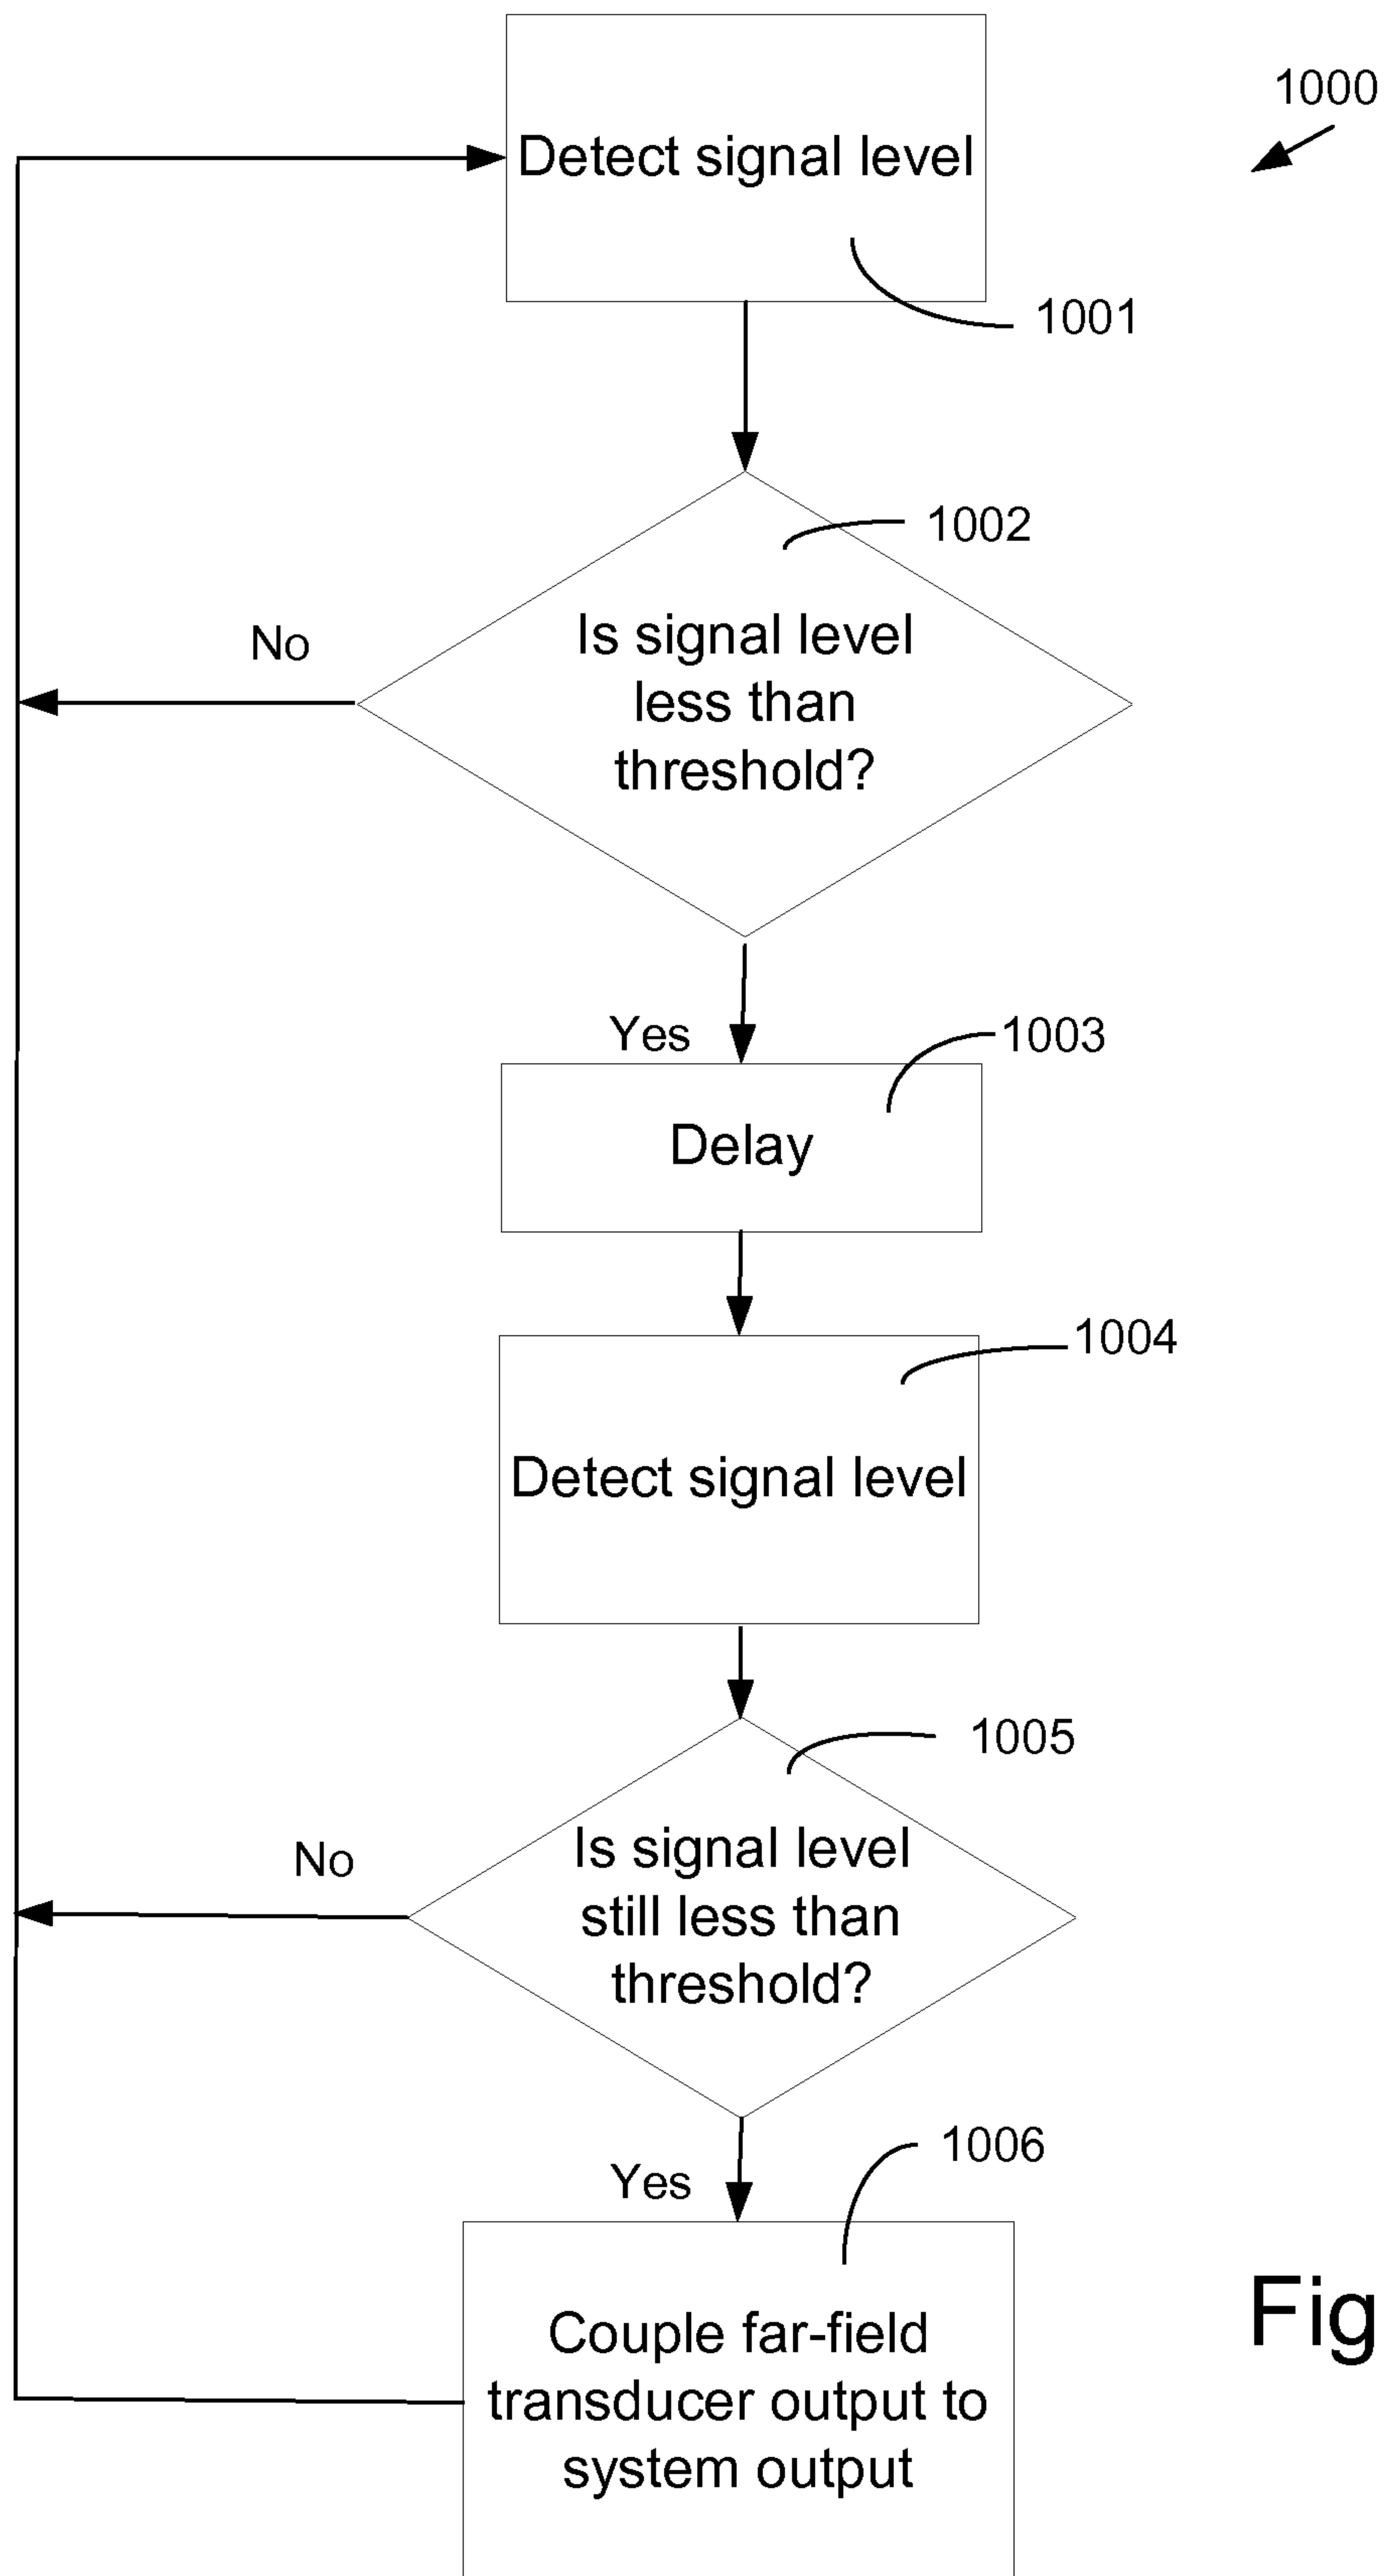 1000
Detect signal level
1001
1002
Is signal level
less than
threshold?
No
Yes
1003
Delay
1004
Detect signal level
1005
Is signal level
still less than
threshold?
No
Yes
1006
Couple far-field
transducer output to
system output
Fig